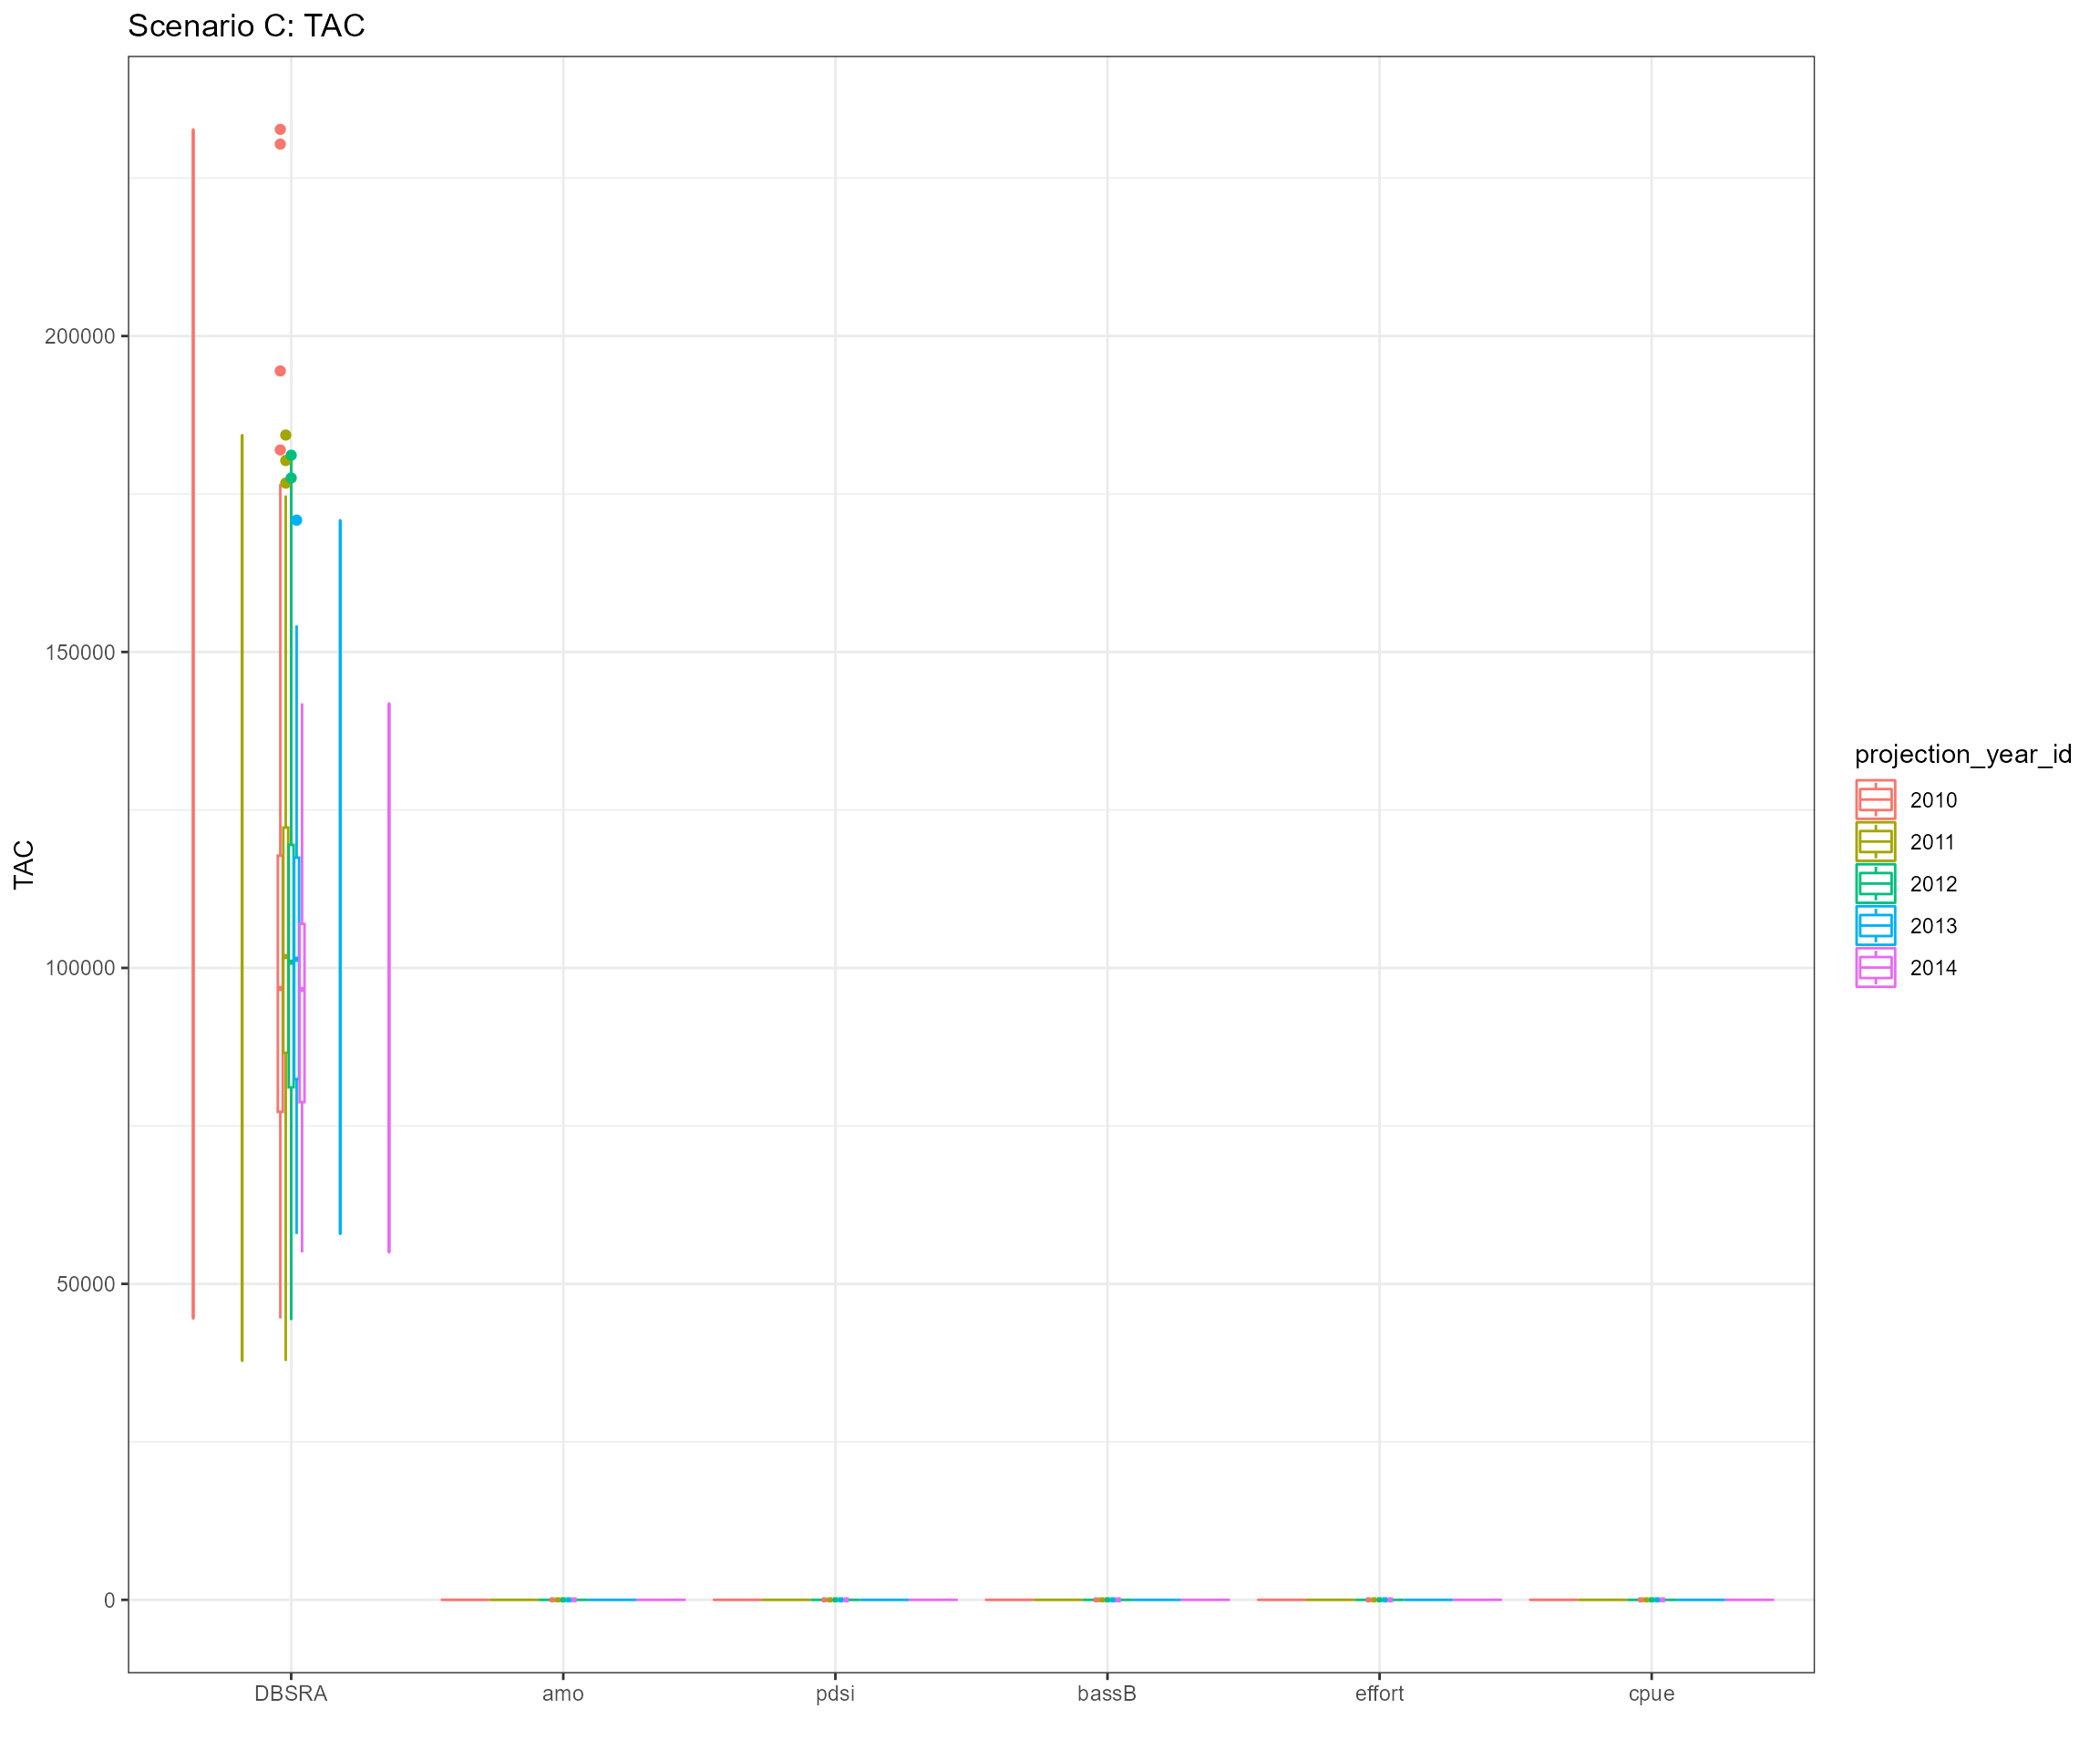 Scenario C: TAC
200000
150000
100000
50000
0
TAC
DBSRA
amo
pdsi
bassB
effort
cpue
projection_year_id
2010
2011
2012
2013
2014